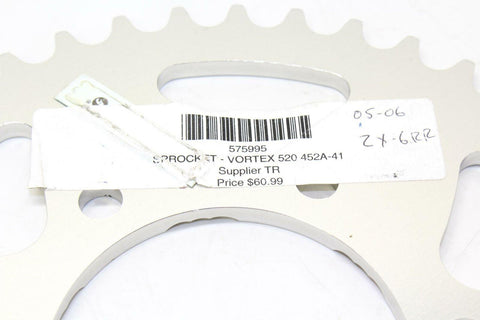 05-06
ZX-6RR
575995
SPROCKET - VORTEX 520 452A-41
Supplier TR
Price $60.99